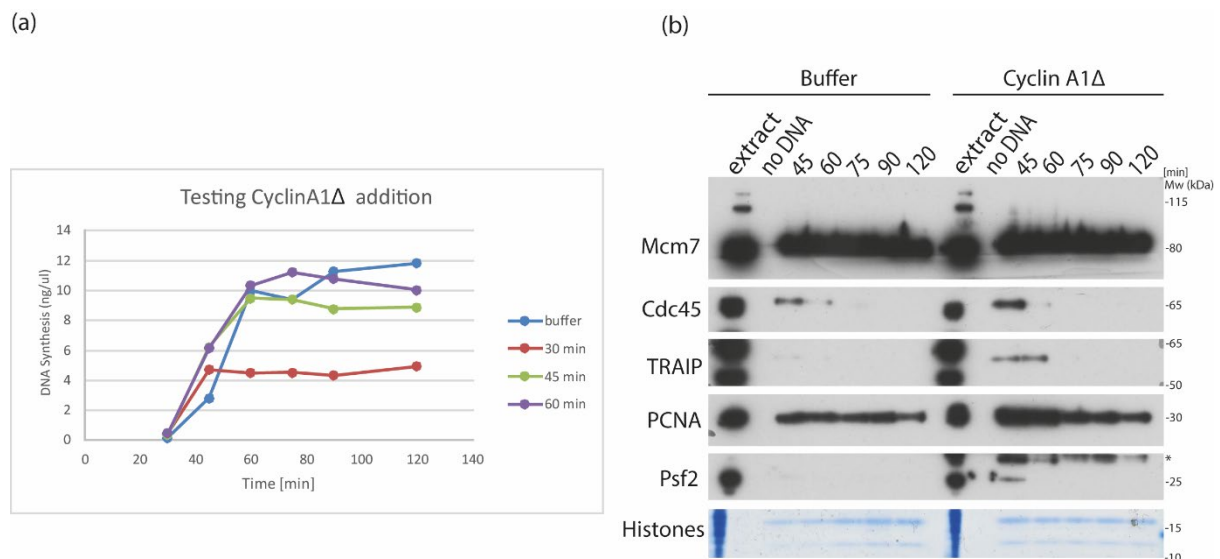 (a)
Testing CyclinA1Δ addition
DNA Synthesis (ng/ul)
14
12
10
8
6
4
2
0
0 20 40 60 80 100 120 140
Time [min]
buffer
30 min
45 min
60 min
(b)
Buffer Cyclin A1Δ
extract no DNA 45 60 75 90 120 extract no DNA 45 60 75 90 120
[min]
Mw (kDa)
-115
Mcm7 -80
Cdc45 -65
-65
TRAIP
-50
PCNA -30
*
Psf2 -25
Histones -15
-10